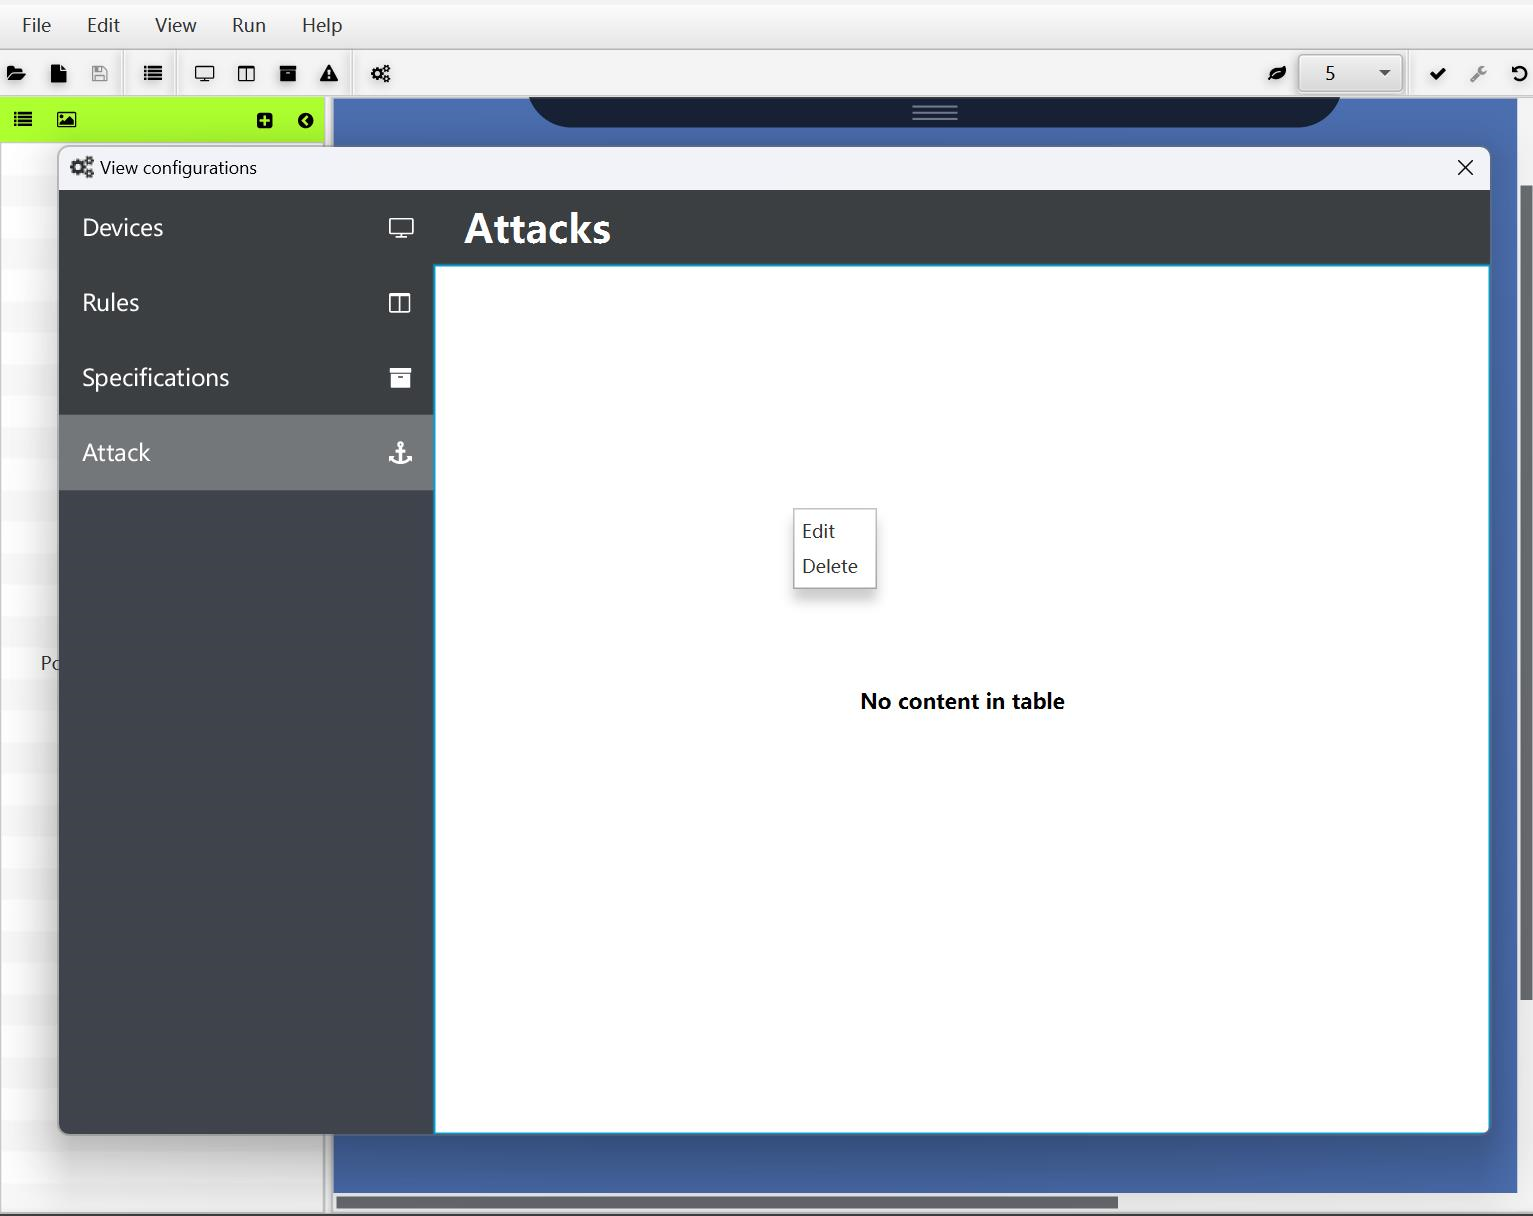 File Edit View Run Help
5
View configurations
Devices
Attacks
Rules
Specifications
Attack
Edit
Delete
Po
No content in table